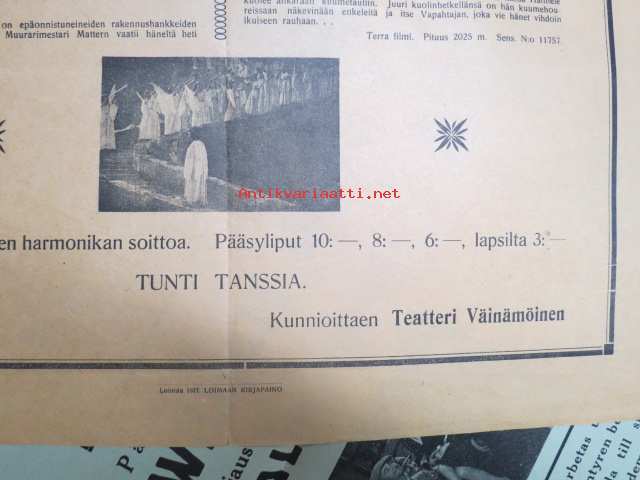 kuolee ankaraan kuumetautiin. Juuri kuolinhetkellänsä on hän kuumehou-
reissaan näkevinään enkeleitä ja itse Vapahtajan, joka vie hänet vihdoin
ikuiseen rauhaan. . .
on epäonnistuneineiden rakennushankkeiden
Muurärimestari Mattern vaatii häneltä heti
Terra filmi. Pituus 2025 m. Sens. N:o 11757.
Antikvariaatti.net
en harmonikan soittoa. Pääsyliput 10: —, 8: —, 6: —, lapsilta 3: —
TUNTI TANSSIA.
Kunnioittaen Teatteri Väinämöinen
LOIMAAN KIRJAPAINO